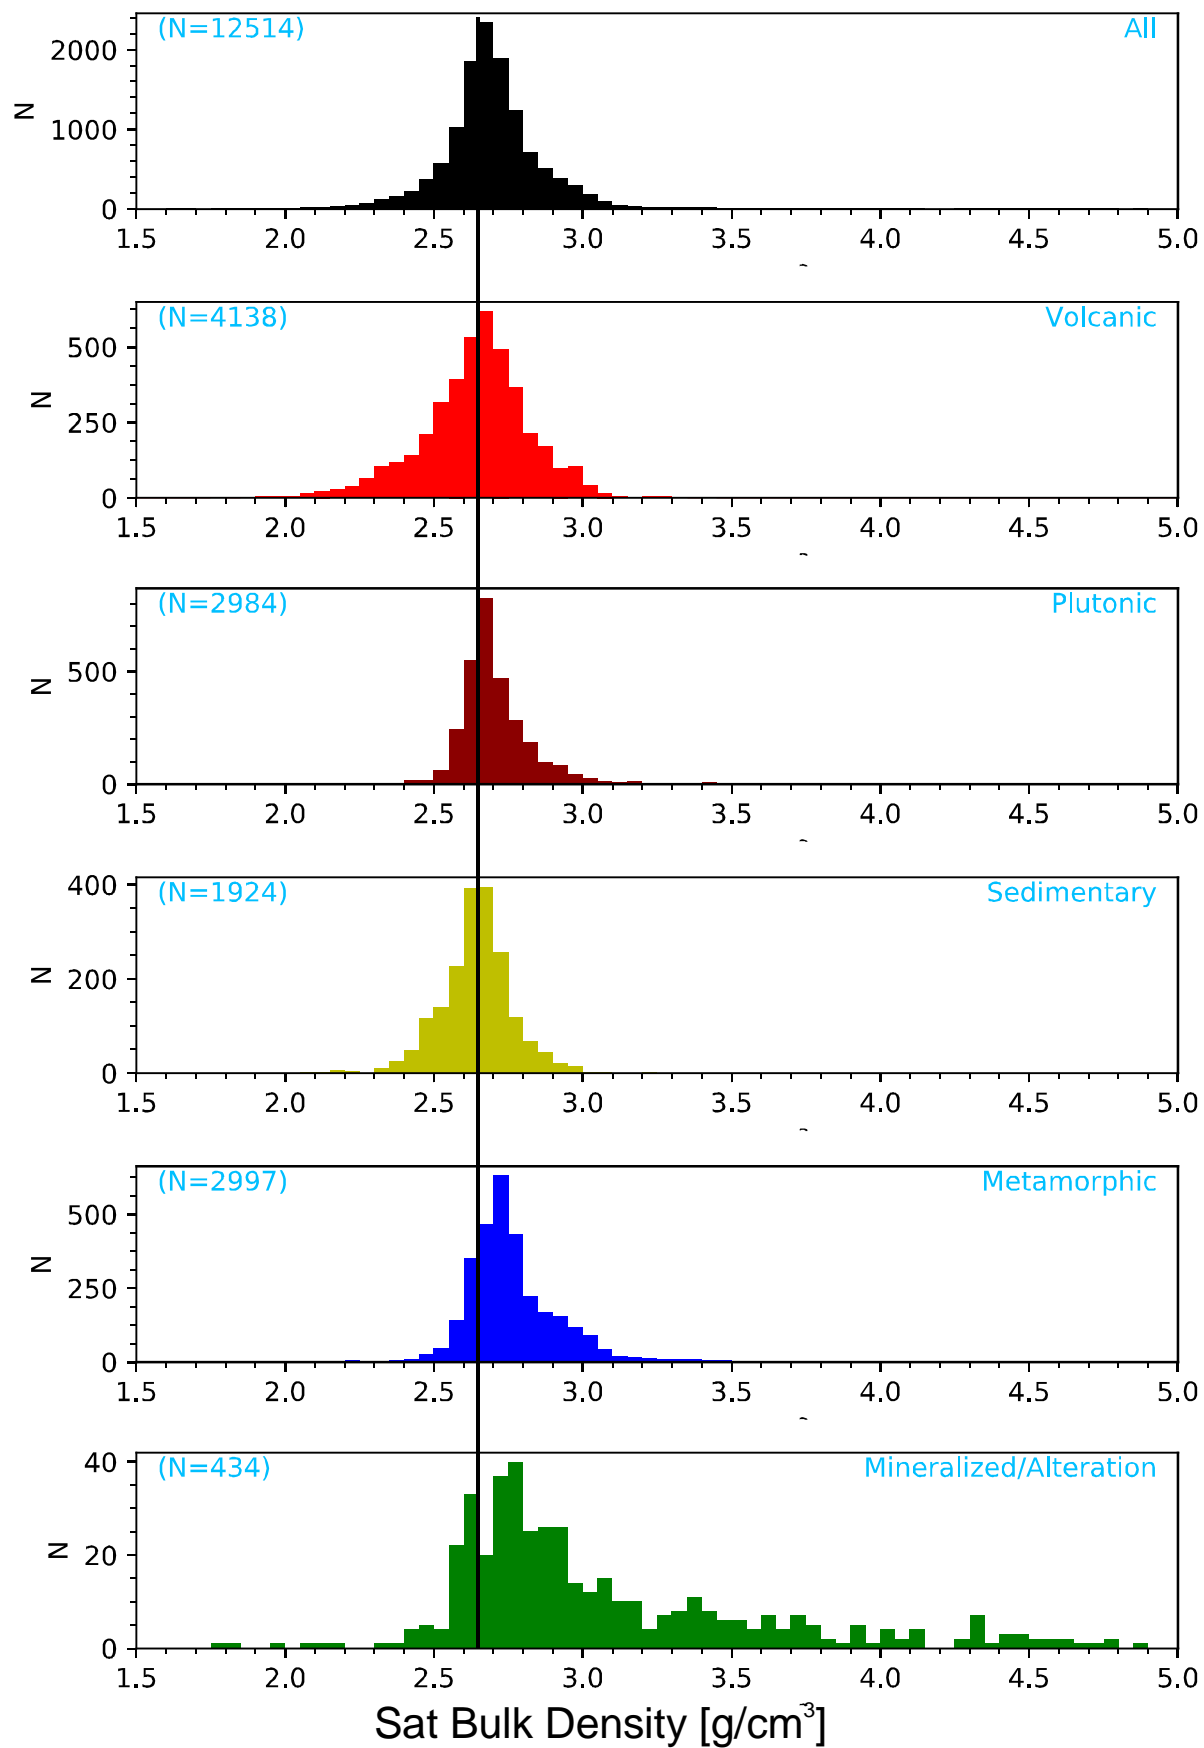 (N=12514) All
2000
1000
0
N
1.5 2.0 2.5 3.0 3.5 4.0 4.5 5.0
(N=4138) Volcanic
500
250
0
N
1.5 2.0 2.5 3.0 3.5 4.0 4.5 5.0
(N=2984) Plutonic
500
0
N
1.5 2.0 2.5 3.0 3.5 4.0 4.5 5.0
(N=1924) Sedimentary
400
200
0
N
1.5 2.0 2.5 3.0 3.5 4.0 4.5 5.0
(N=2997) Metamorphic
500
250
0
N
1.5 2.0 2.5 3.0 3.5 4.0 4.5 5.0
(N=434) Mineralized/Alteration
40
20
0
N
1.5 2.0 2.5 3.0 3.5 4.0 4.5 5.0
Sat Bulk Density [g/cm³]